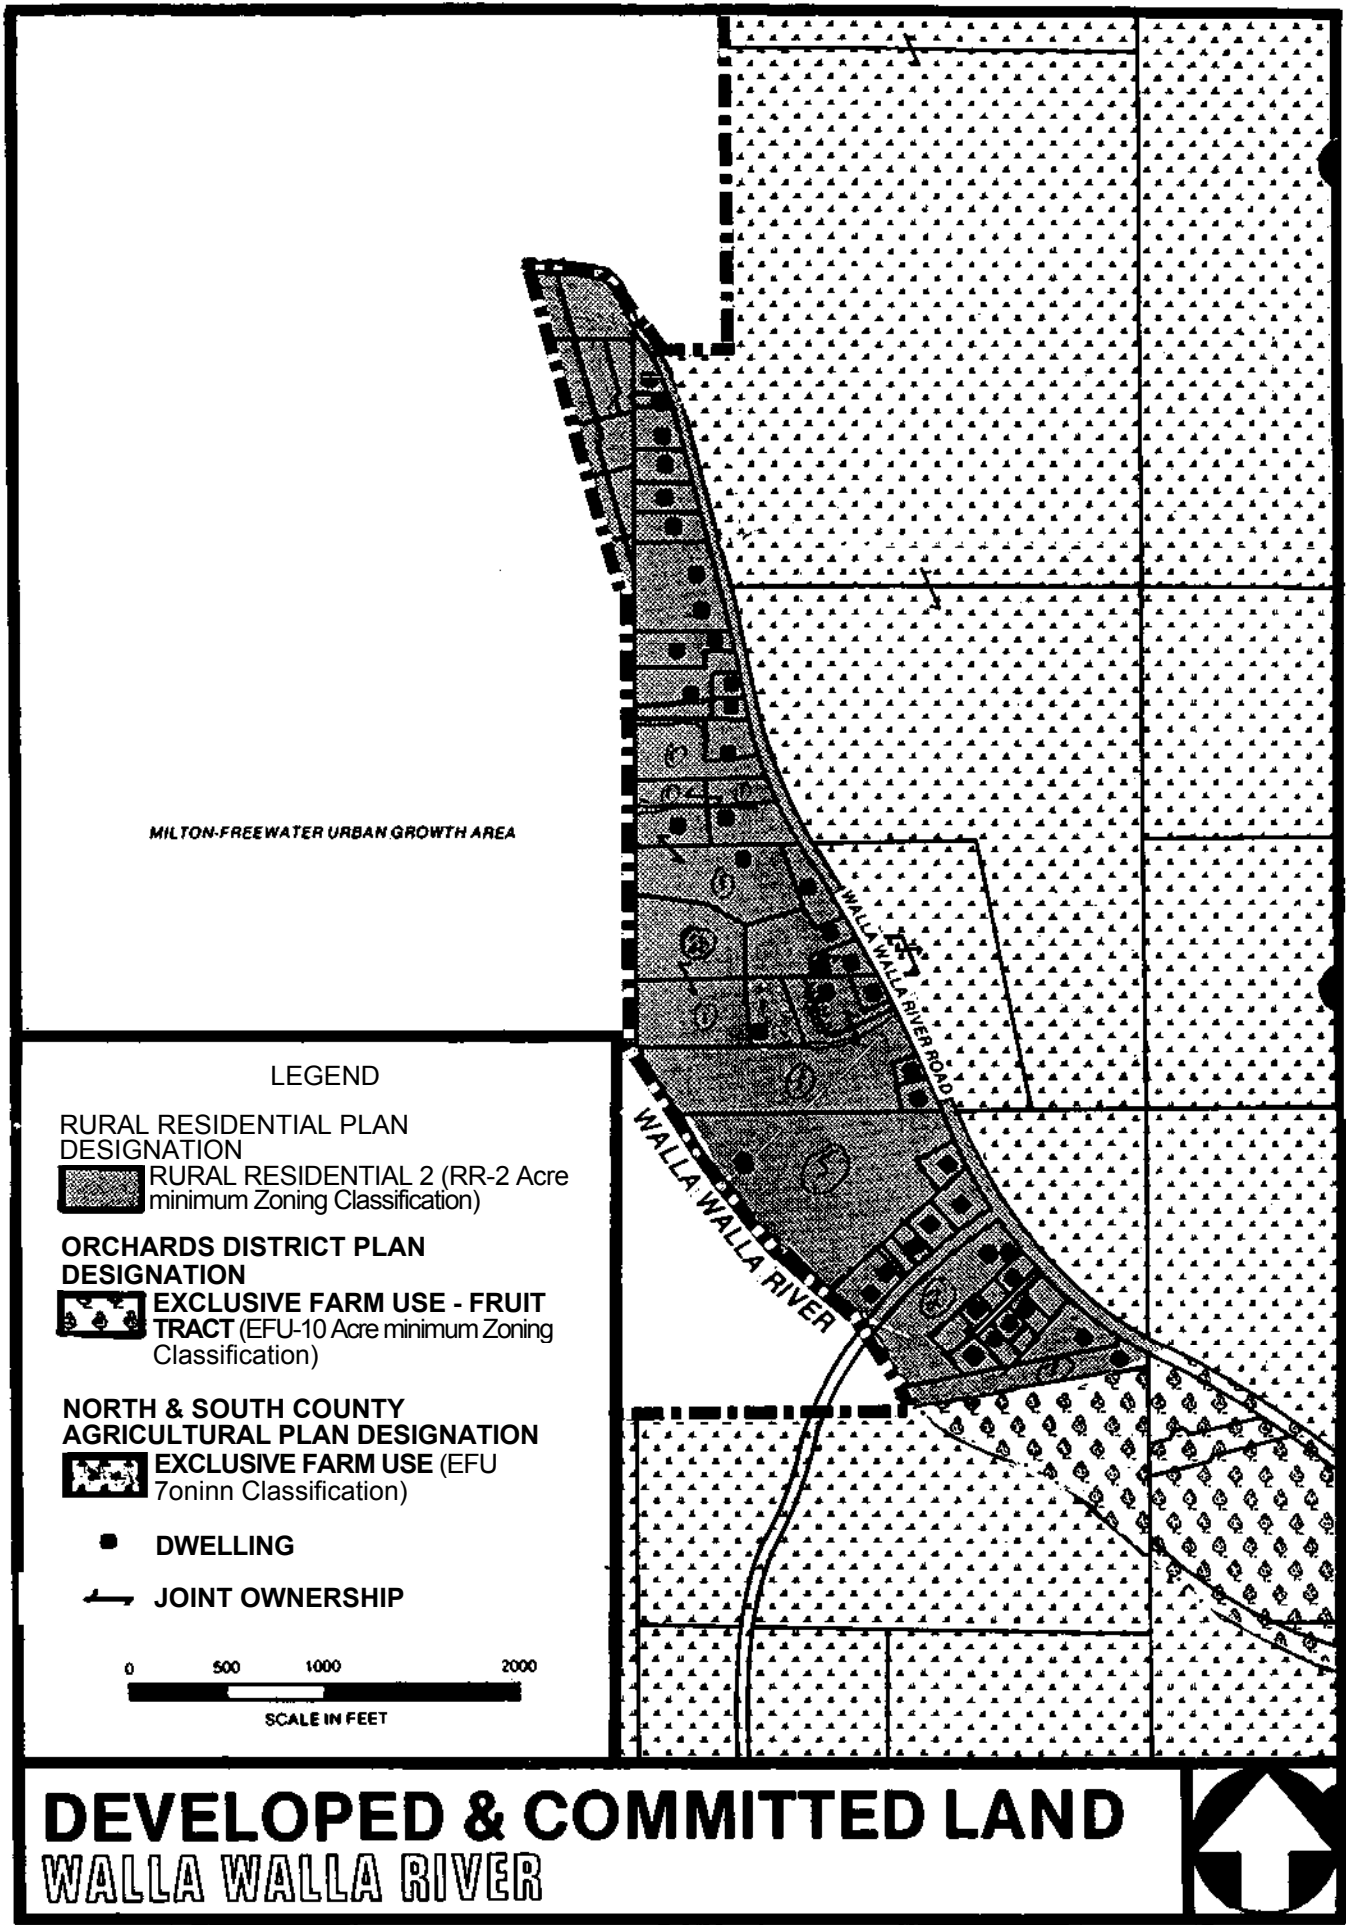 MILTON-FREEWATER URBAN GROWTH AREA
WALLA WALLA RIVER ROAD
WALLA WALLA RIVER
LEGEND
RURAL RESIDENTIAL PLAN
DESIGNATION
RURAL RESIDENTIAL 2 (RR-2 Acre
minimum Zoning Classification)
ORCHARDS DISTRICT PLAN
DESIGNATION
EXCLUSIVE FARM USE - FRUIT
TRACT (EFU-10 Acre minimum Zoning
Classification)
NORTH & SOUTH COUNTY
AGRICULTURAL PLAN DESIGNATION
EXCLUSIVE FARM USE (EFU
7oninn Classification)
DWELLING
JOINT OWNERSHIP
0 500 1000 2000
SCALE IN FEET
DEVELOPED & COMMITTED LAND
WALLA WALLA RIVER